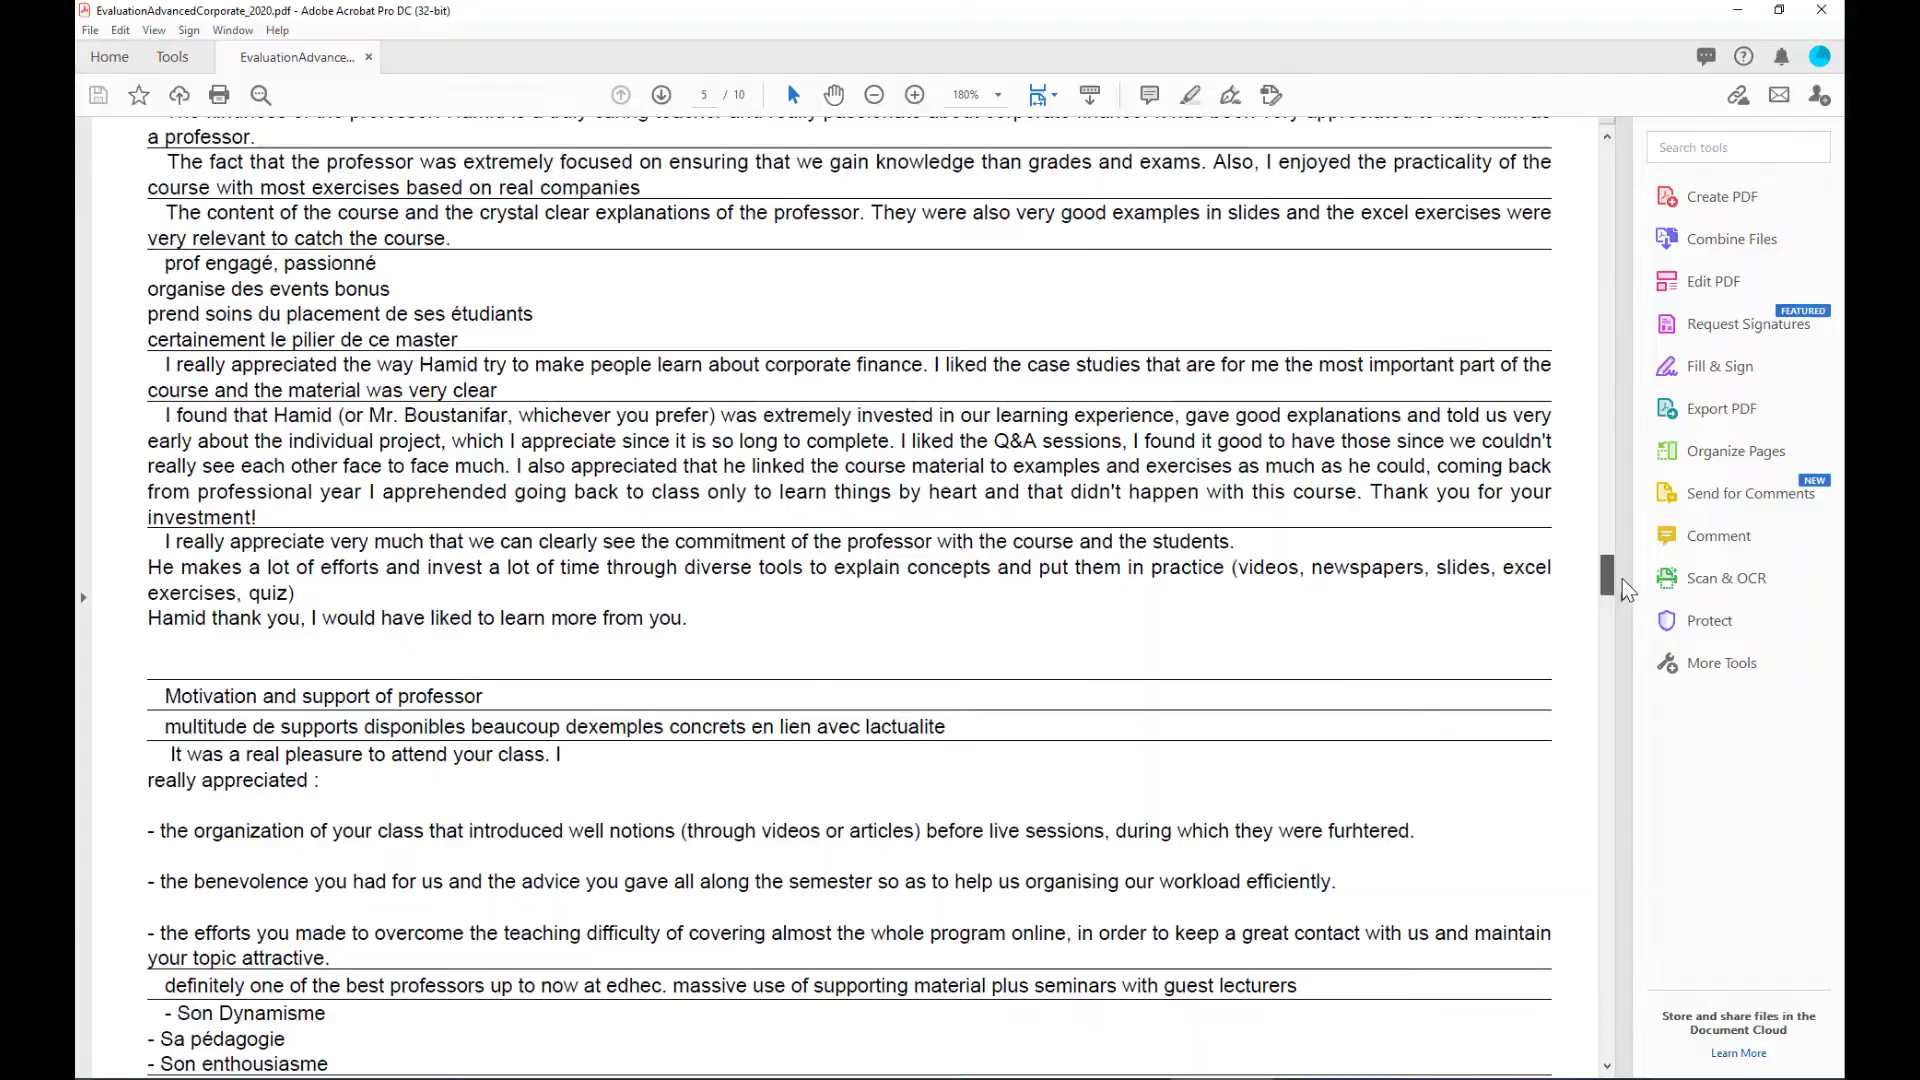 EvaluationAdvancedCorporate_2020.pdf - Adobe Acrobat Pro DC (32-bit)
File Edit View Sign Window Help
Home Tools EvaluationAdvance... ×
5 / 10 180%
a professor.
The fact that the professor was extremely focused on ensuring that we gain knowledge than grades and exams. Also, I enjoyed the practicality of the
course with most exercises based on real companies
The content of the course and the crystal clear explanations of the professor. They were also very good examples in slides and the excel exercises were
very relevant to catch the course.
prof engagé, passionné
organise des events bonus
prend soins du placement de ses étudiants
certainement le pilier de ce master
I really appreciated the way Hamid try to make people learn about corporate finance. I liked the case studies that are for me the most important part of the
course and the material was very clear
I found that Hamid (or Mr. Boustanifar, whichever you prefer) was extremely invested in our learning experience, gave good explanations and told us very
early about the individual project, which I appreciate since it is so long to complete. I liked the Q&A sessions, I found it good to have those since we couldn't
really see each other face to face much. I also appreciated that he linked the course material to examples and exercises as much as he could, coming back
from professional year I apprehended going back to class only to learn things by heart and that didn't happen with this course. Thank you for your
investment!
I really appreciate very much that we can clearly see the commitment of the professor with the course and the students.
He makes a lot of efforts and invest a lot of time through diverse tools to explain concepts and put them in practice (videos, newspapers, slides, excel
exercises, quiz)
Hamid thank you, I would have liked to learn more from you.
Motivation and support of professor
multitude de supports disponibles beaucoup dexemples concrets en lien avec lactualite
It was a real pleasure to attend your class. I
really appreciated :
- the organization of your class that introduced well notions (through videos or articles) before live sessions, during which they were furhtered.
- the benevolence you had for us and the advice you gave all along the semester so as to help us organising our workload efficiently.
- the efforts you made to overcome the teaching difficulty of covering almost the whole program online, in order to keep a great contact with us and maintain
your topic attractive.
definitely one of the best professors up to now at edhec. massive use of supporting material plus seminars with guest lecturers
- Son Dynamisme
- Sa pédagogie
- Son enthousiasme
Search tools
Create PDF
Combine Files
Edit PDF
FEATURED
Request Signatures
Fill & Sign
Export PDF
Organize Pages
NEW
Send for Comments
Comment
Scan & OCR
Protect
More Tools
Store and share files in the
Document Cloud
Learn More